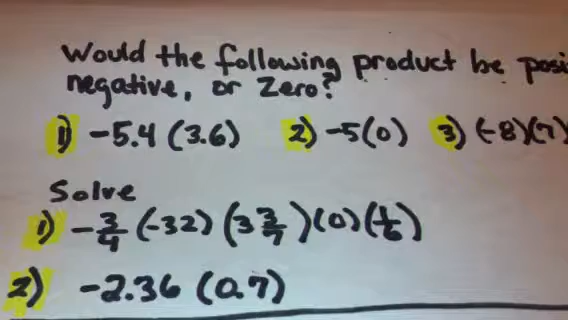 Would the following product be posi
negative, or Zero?
1) -5.4 (3.6) 2) -5(0) 3) (-8)(7)
Solve
1) -3/4 (-32) (3 3/7) (0) (1/6)
2) -2.36 (0.7)